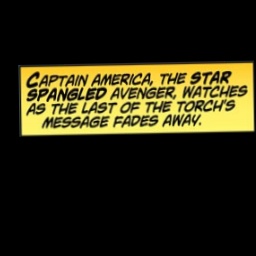 CAPTAIN AMERICA, THE STAR
SPANGLED AVENGER, WATCHES
AS THE LAST OF THE TORCH'S
MESSAGE FADES AWAY.